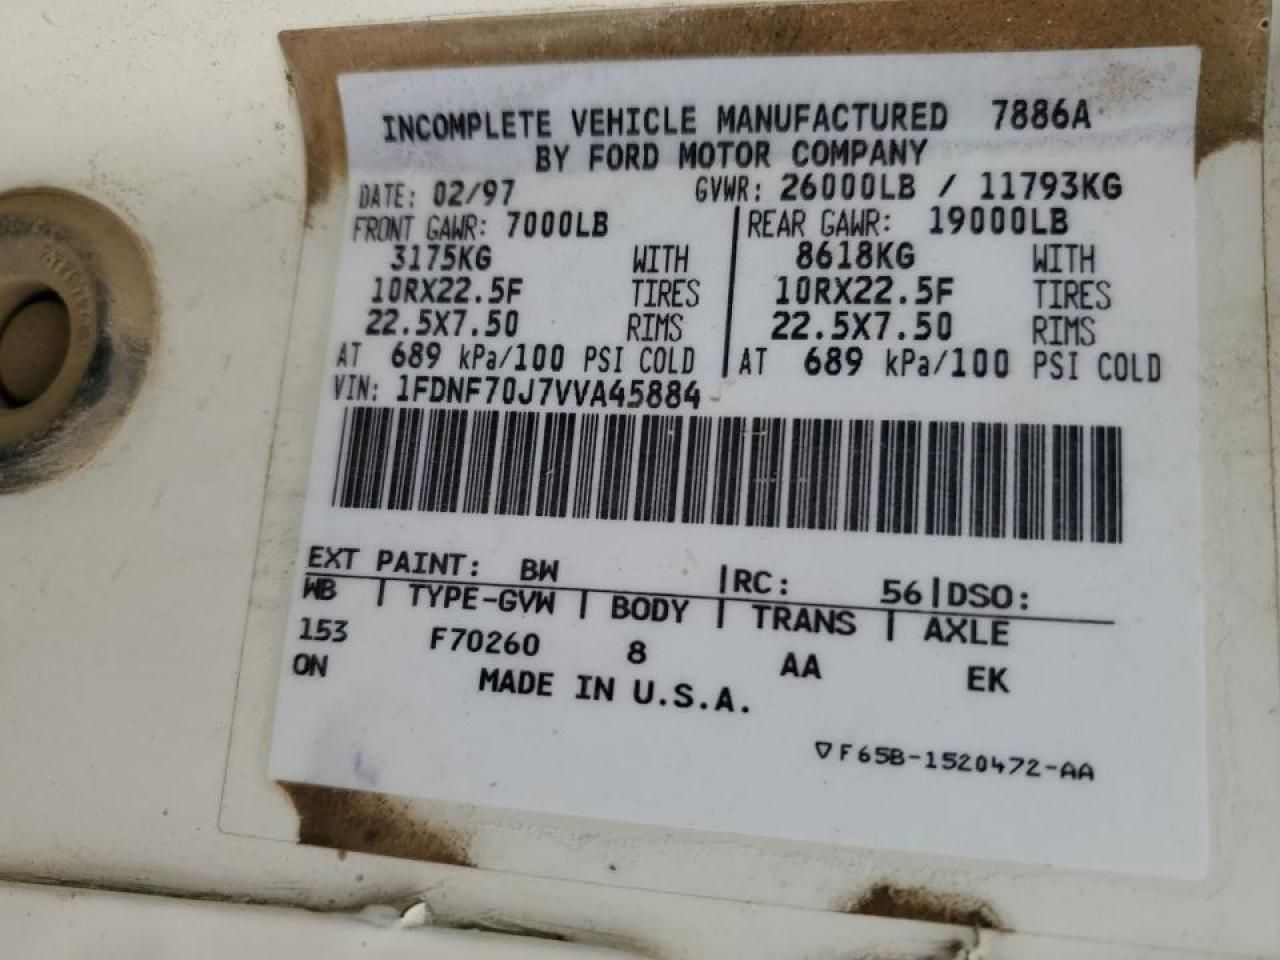 INCOMPLETE VEHICLE MANUFACTURED 7886A
BY FORD MOTOR COMPANY
DATE: 02/97 GVWR: 26000LB / 11793KG
FRONT GAWR: 7000LB REAR GAWR: 19000LB
3175KG WITH 8618KG WITH
10RX22.5F TIRES 10RX22.5F TIRES
22.5X7.50 RIMS 22.5X7.50 RIMS
AT 689 kPa/100 PSI COLD AT 689 kPa/100 PSI COLD
VIN: 1FDNF70J7VVA45884
EXT PAINT: BW RC: 56 DSO:
WB TYPE-GVW BODY TRANS AXLE
153 F70260 8 AA EK
ON MADE IN U.S.A.
▽F65B-1520472-AA